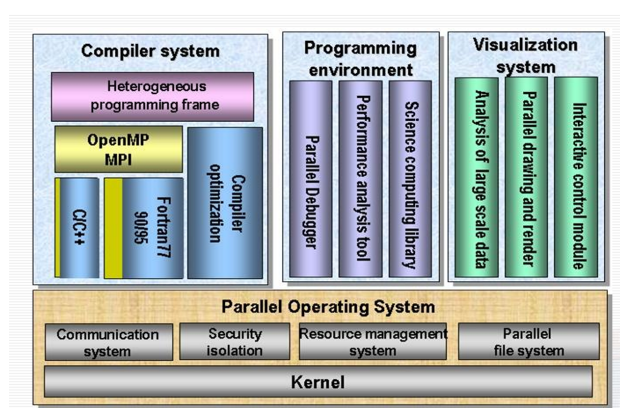 Compiler system
Heterogeneous
programming frame
OpenMP
MPI
C/C++
Fortran77
90/95
Compiler
optimization
Programming
environment
Parallel Debugger
Performance analysis tool
Science computing library
Visualization
system
Analysis of large scale data
Parallel drawing and render
Interactive control module
Parallel Operating System
Communication
system
Security
isolation
Resource management
system
Parallel
file system
Kernel